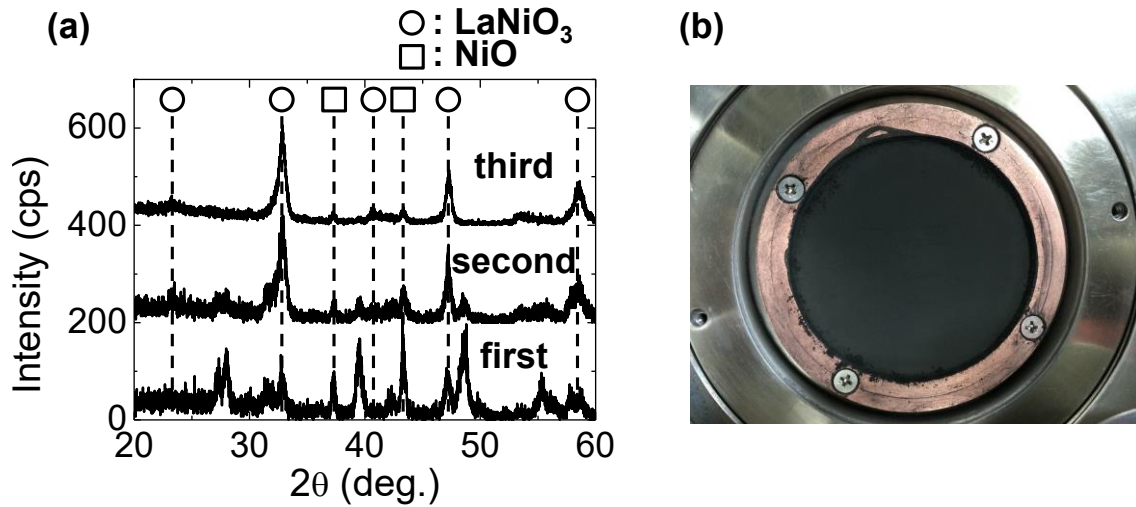 (a)
○ : LaNiO3
□ : NiO
(b)
600
400
200
0
third
second
first
Intensity (cps)
20 30 40 50 60
2θ (deg.)